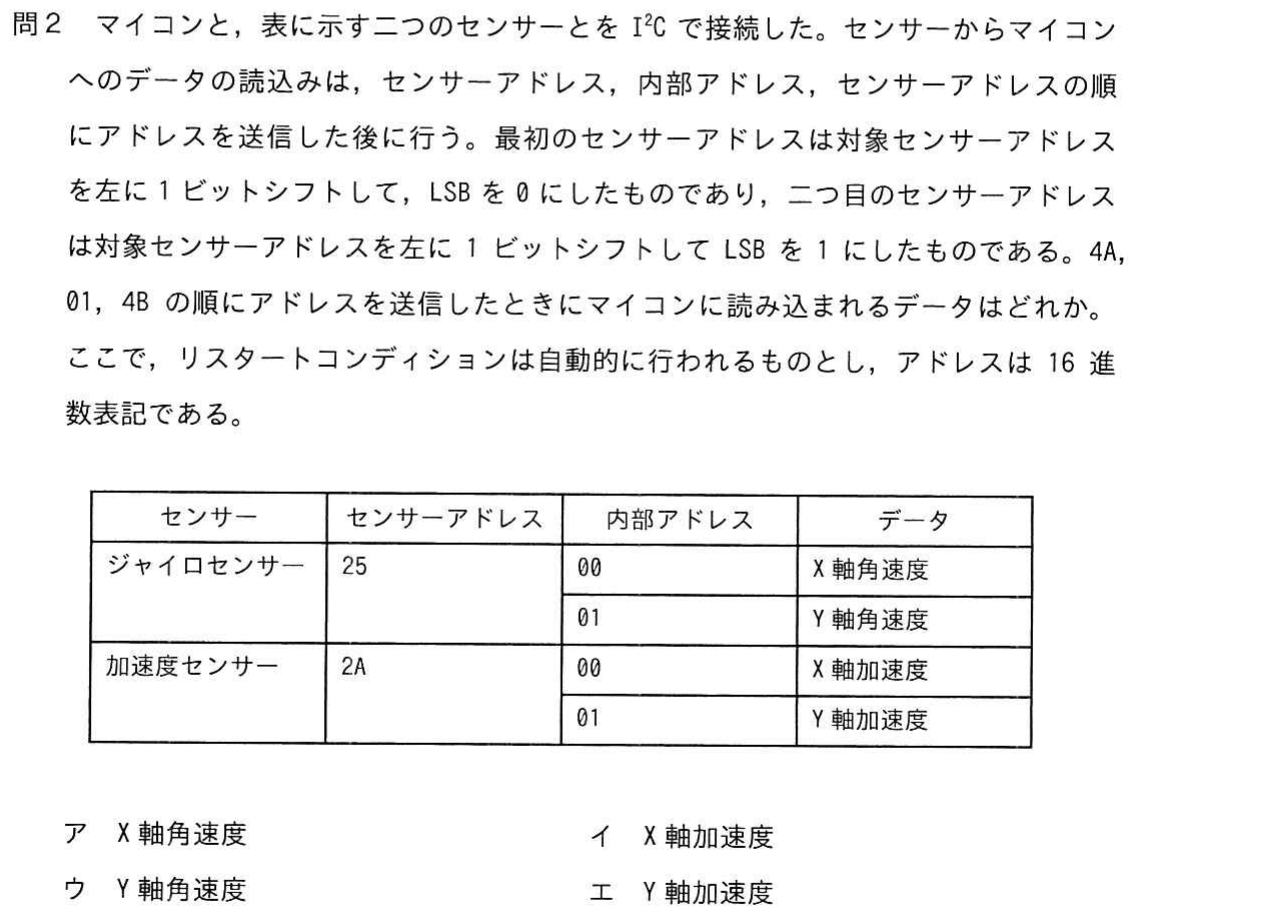 問2 マイコンと，表に示す二つのセンサーとを I²C で接続した。センサーからマイコン
へのデータの読込みは，センサーアドレス，内部アドレス，センサーアドレスの順
にアドレスを送信した後に行う。最初のセンサーアドレスは対象センサーアドレス
を左に 1 ビットシフトして，LSB を 0 にしたものであり，二つ目のセンサーアドレス
は対象センサーアドレスを左に 1 ビットシフトして LSB を 1 にしたものである。4A，
01，4B の順にアドレスを送信したときにマイコンに読み込まれるデータはどれか。
ここで，リスタートコンディションは自動的に行われるものとし，アドレスは 16 進
数表記である。
センサー センサーアドレス 内部アドレス データ
ジャイロセンサー 25 00 X 軸角速度
01 Y 軸角速度
加速度センサー 2A 00 X 軸加速度
01 Y 軸加速度
ア X 軸角速度 イ X 軸加速度
ウ Y 軸角速度 エ Y 軸加速度